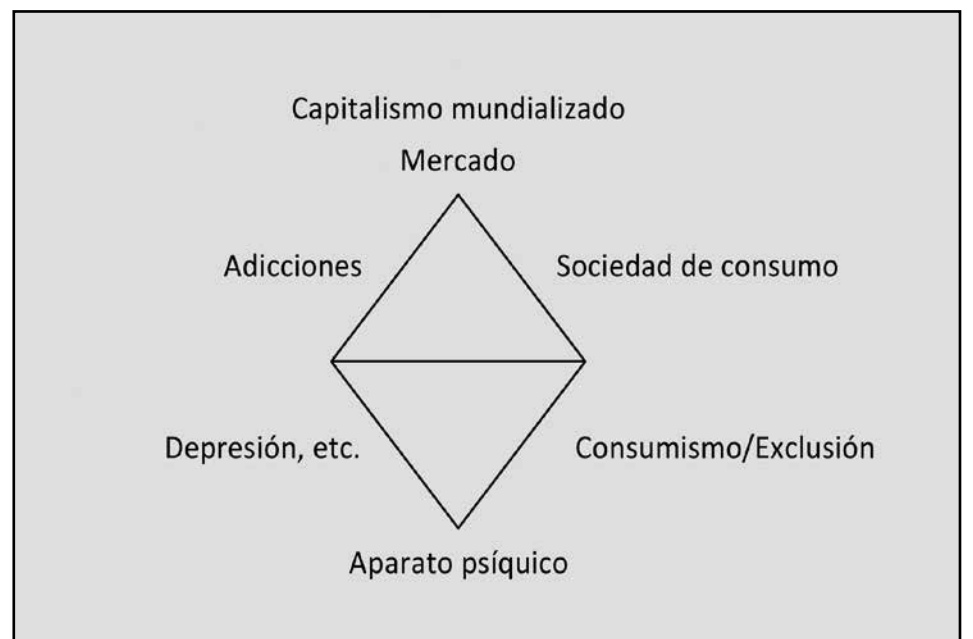 Capitalismo mundializado
Mercado
Adicciones
Sociedad de consumo
Depresión, etc.
Consumismo/Exclusión
Aparato psíquico